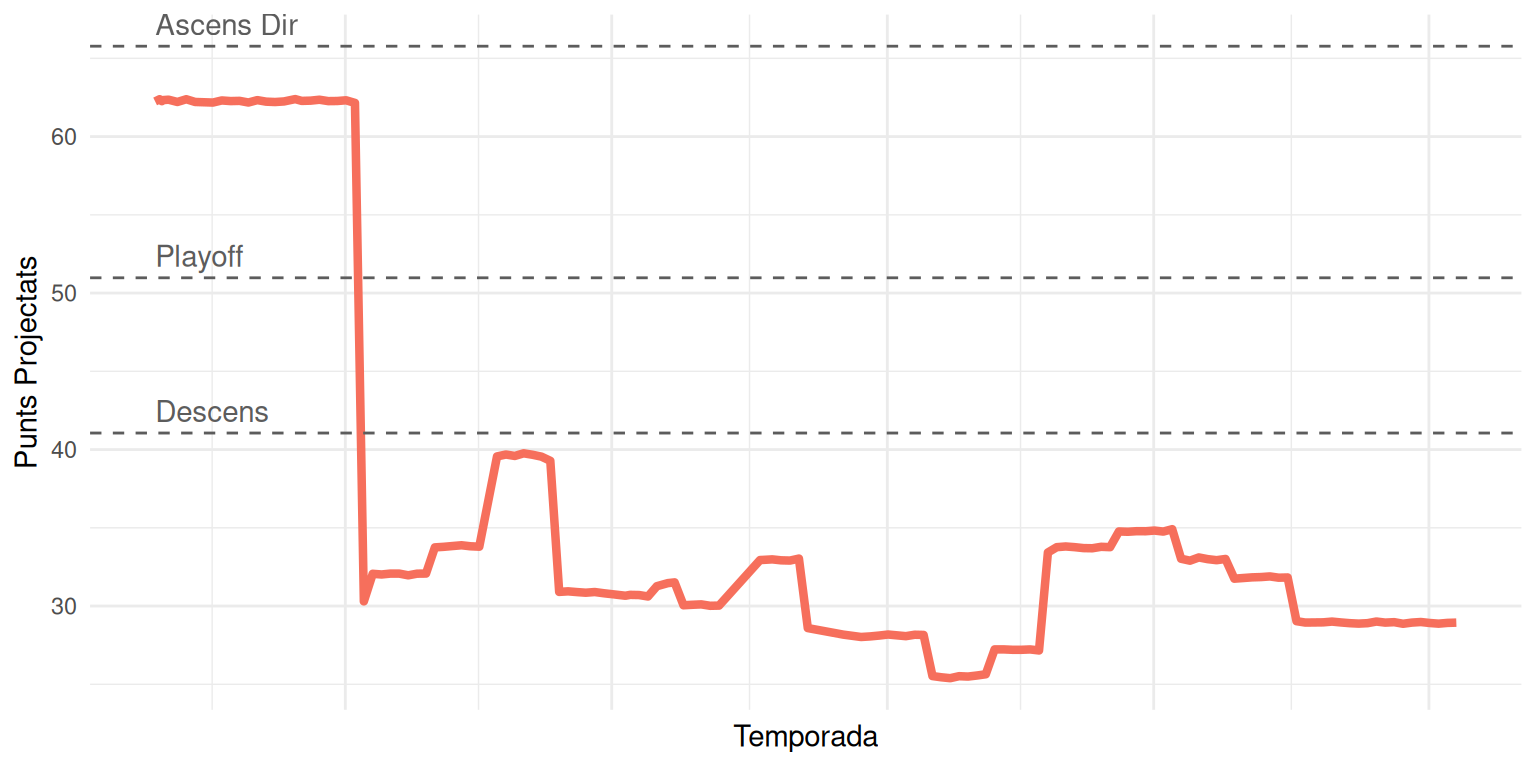 Ascens Dir
60
Playoff
50
Descens
40
30
Punts Projectats
Temporada